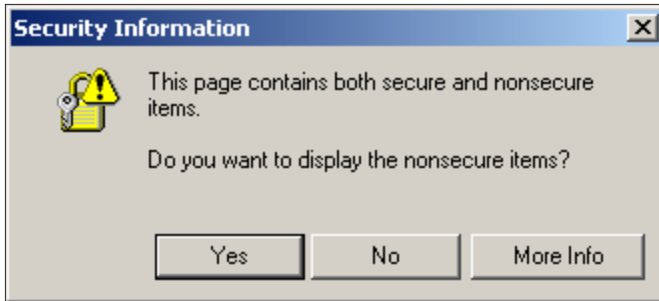 Security Information
This page contains both secure and nonsecure
items.
Do you want to display the nonsecure items?
Yes
No
More Info